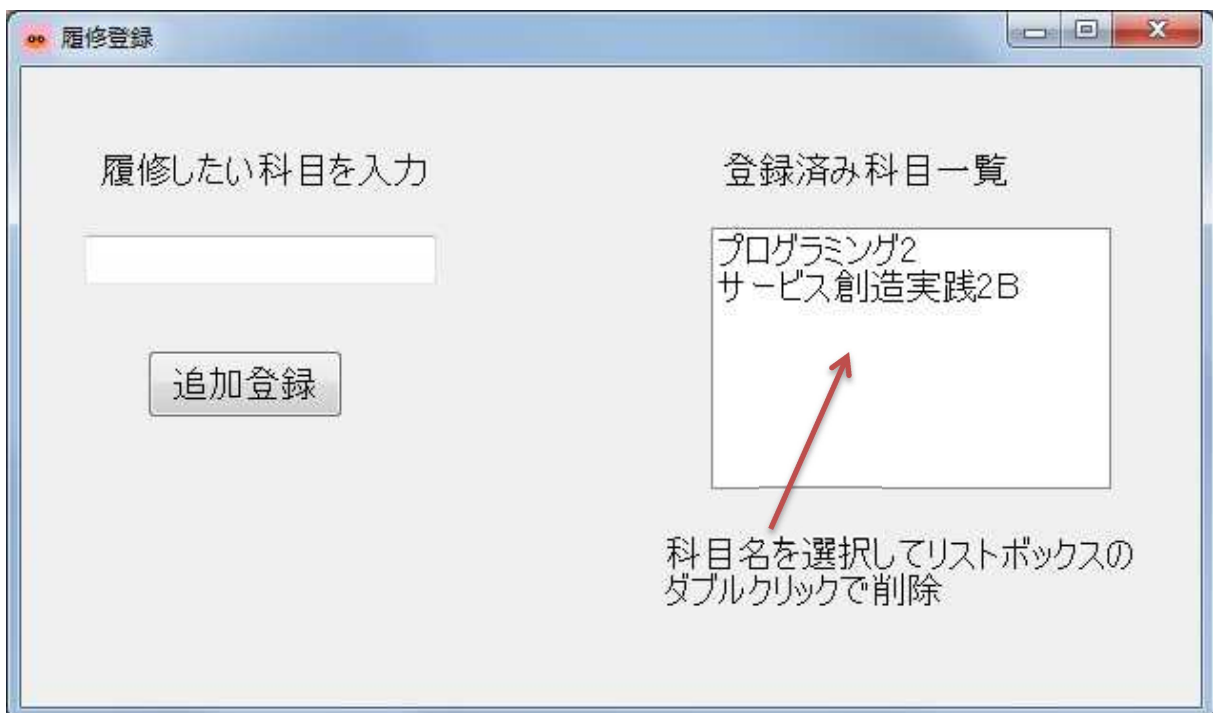 履修登録
履修したい科目を入力
追加登録
登録済み科目一覧
プログラミング2
サービス創造実践2B
科目名を選択してリストボックスの
ダブルクリックで削除